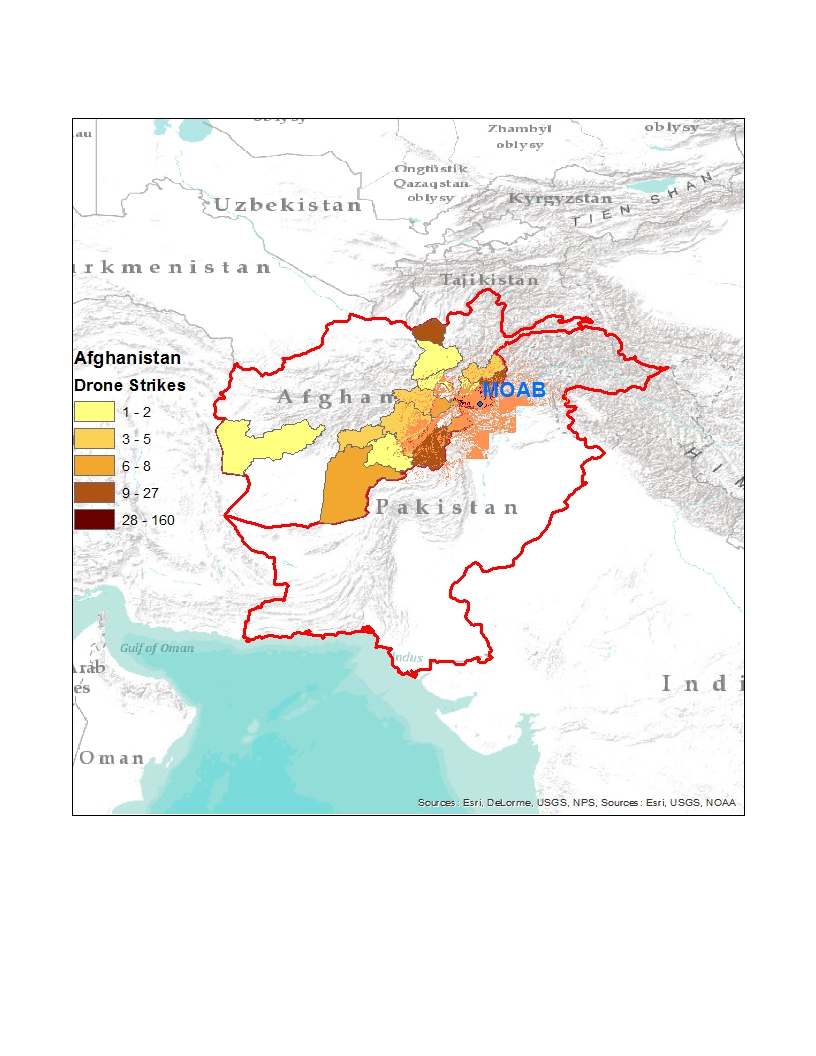 oblysy
au
Zhambyl
oblysy
oblysy
Ongtüstik
Qazaqstan
oblysy
Kyrgyzstan
TIEN SHAN
Uzbekistan
rkmenistan
Tajikistan
Afghanistan
Drone Strikes
1 - 2
3 - 5
6 - 8
9 - 27
28 - 160
Afghan
MOAB
HIM
Pakistan
Gulf of Oman
Indus
Arab
es
Indi
Oman
Sources: Esri, DeLorme, USGS, NPS, Sources: Esri, USGS, NOAA